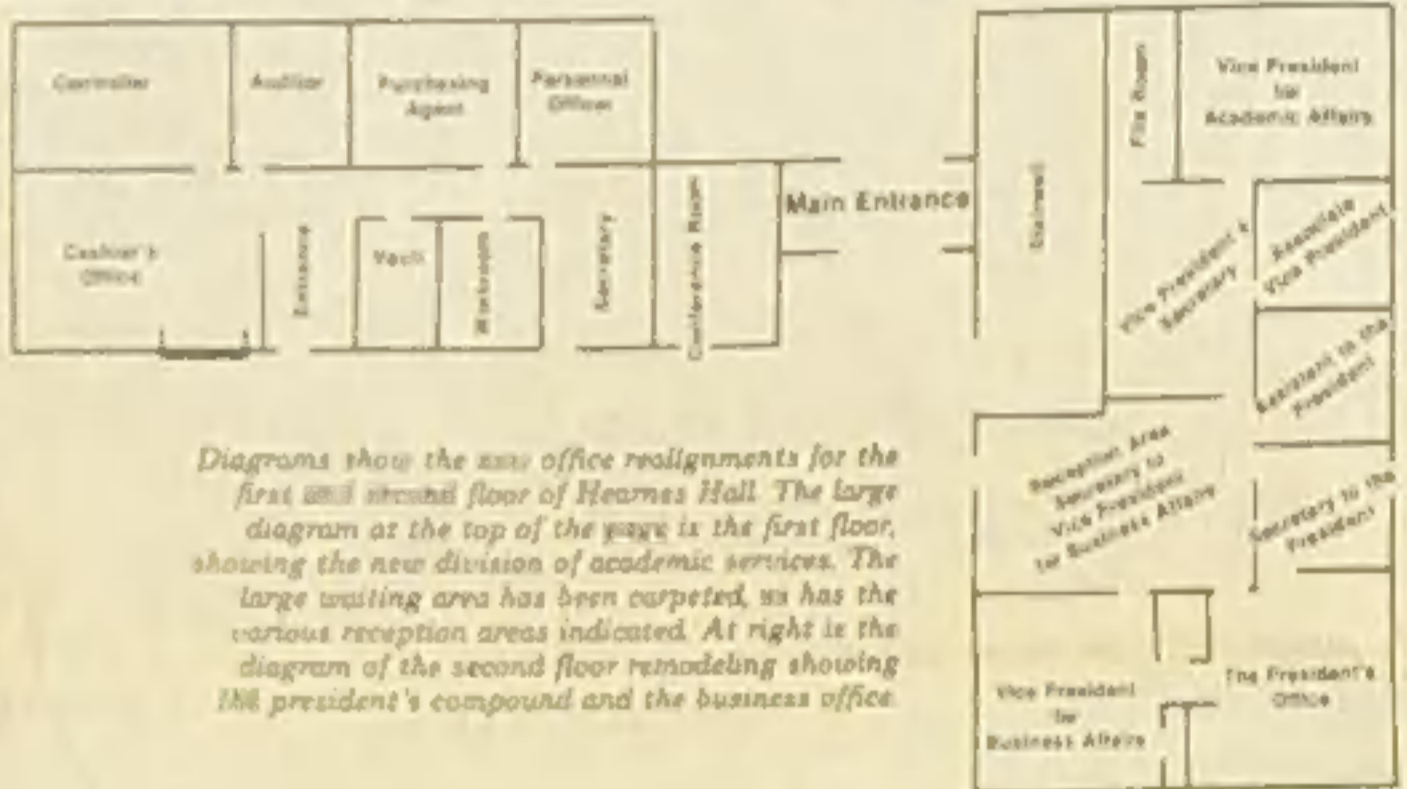 Controller
Auditor
Purchasing
Agent
Personnel
Officer
Cashier's
Office
Entrance
Vault
Workroom
Secretary
Conference Room
Main Entrance
Stairwell
File Room
Vice President
for
Academic Affairs
Vice President's
Secretary
Associate
Vice President
Assistant to the
President
Reception Area
Secretary to
Vice President
for Business Affairs
Secretary to the
President
Vice President
for
Business Affairs
The President's
Office
Diagrams show the new office realignments for the
first and second floor of Hearnes Hall. The large
diagram at the top of the page is the first floor,
showing the new division of academic services. The
large waiting area has been carpeted, as has the
various reception areas indicated. At right is the
diagram of the second floor remodeling showing
the president's compound and the business office.